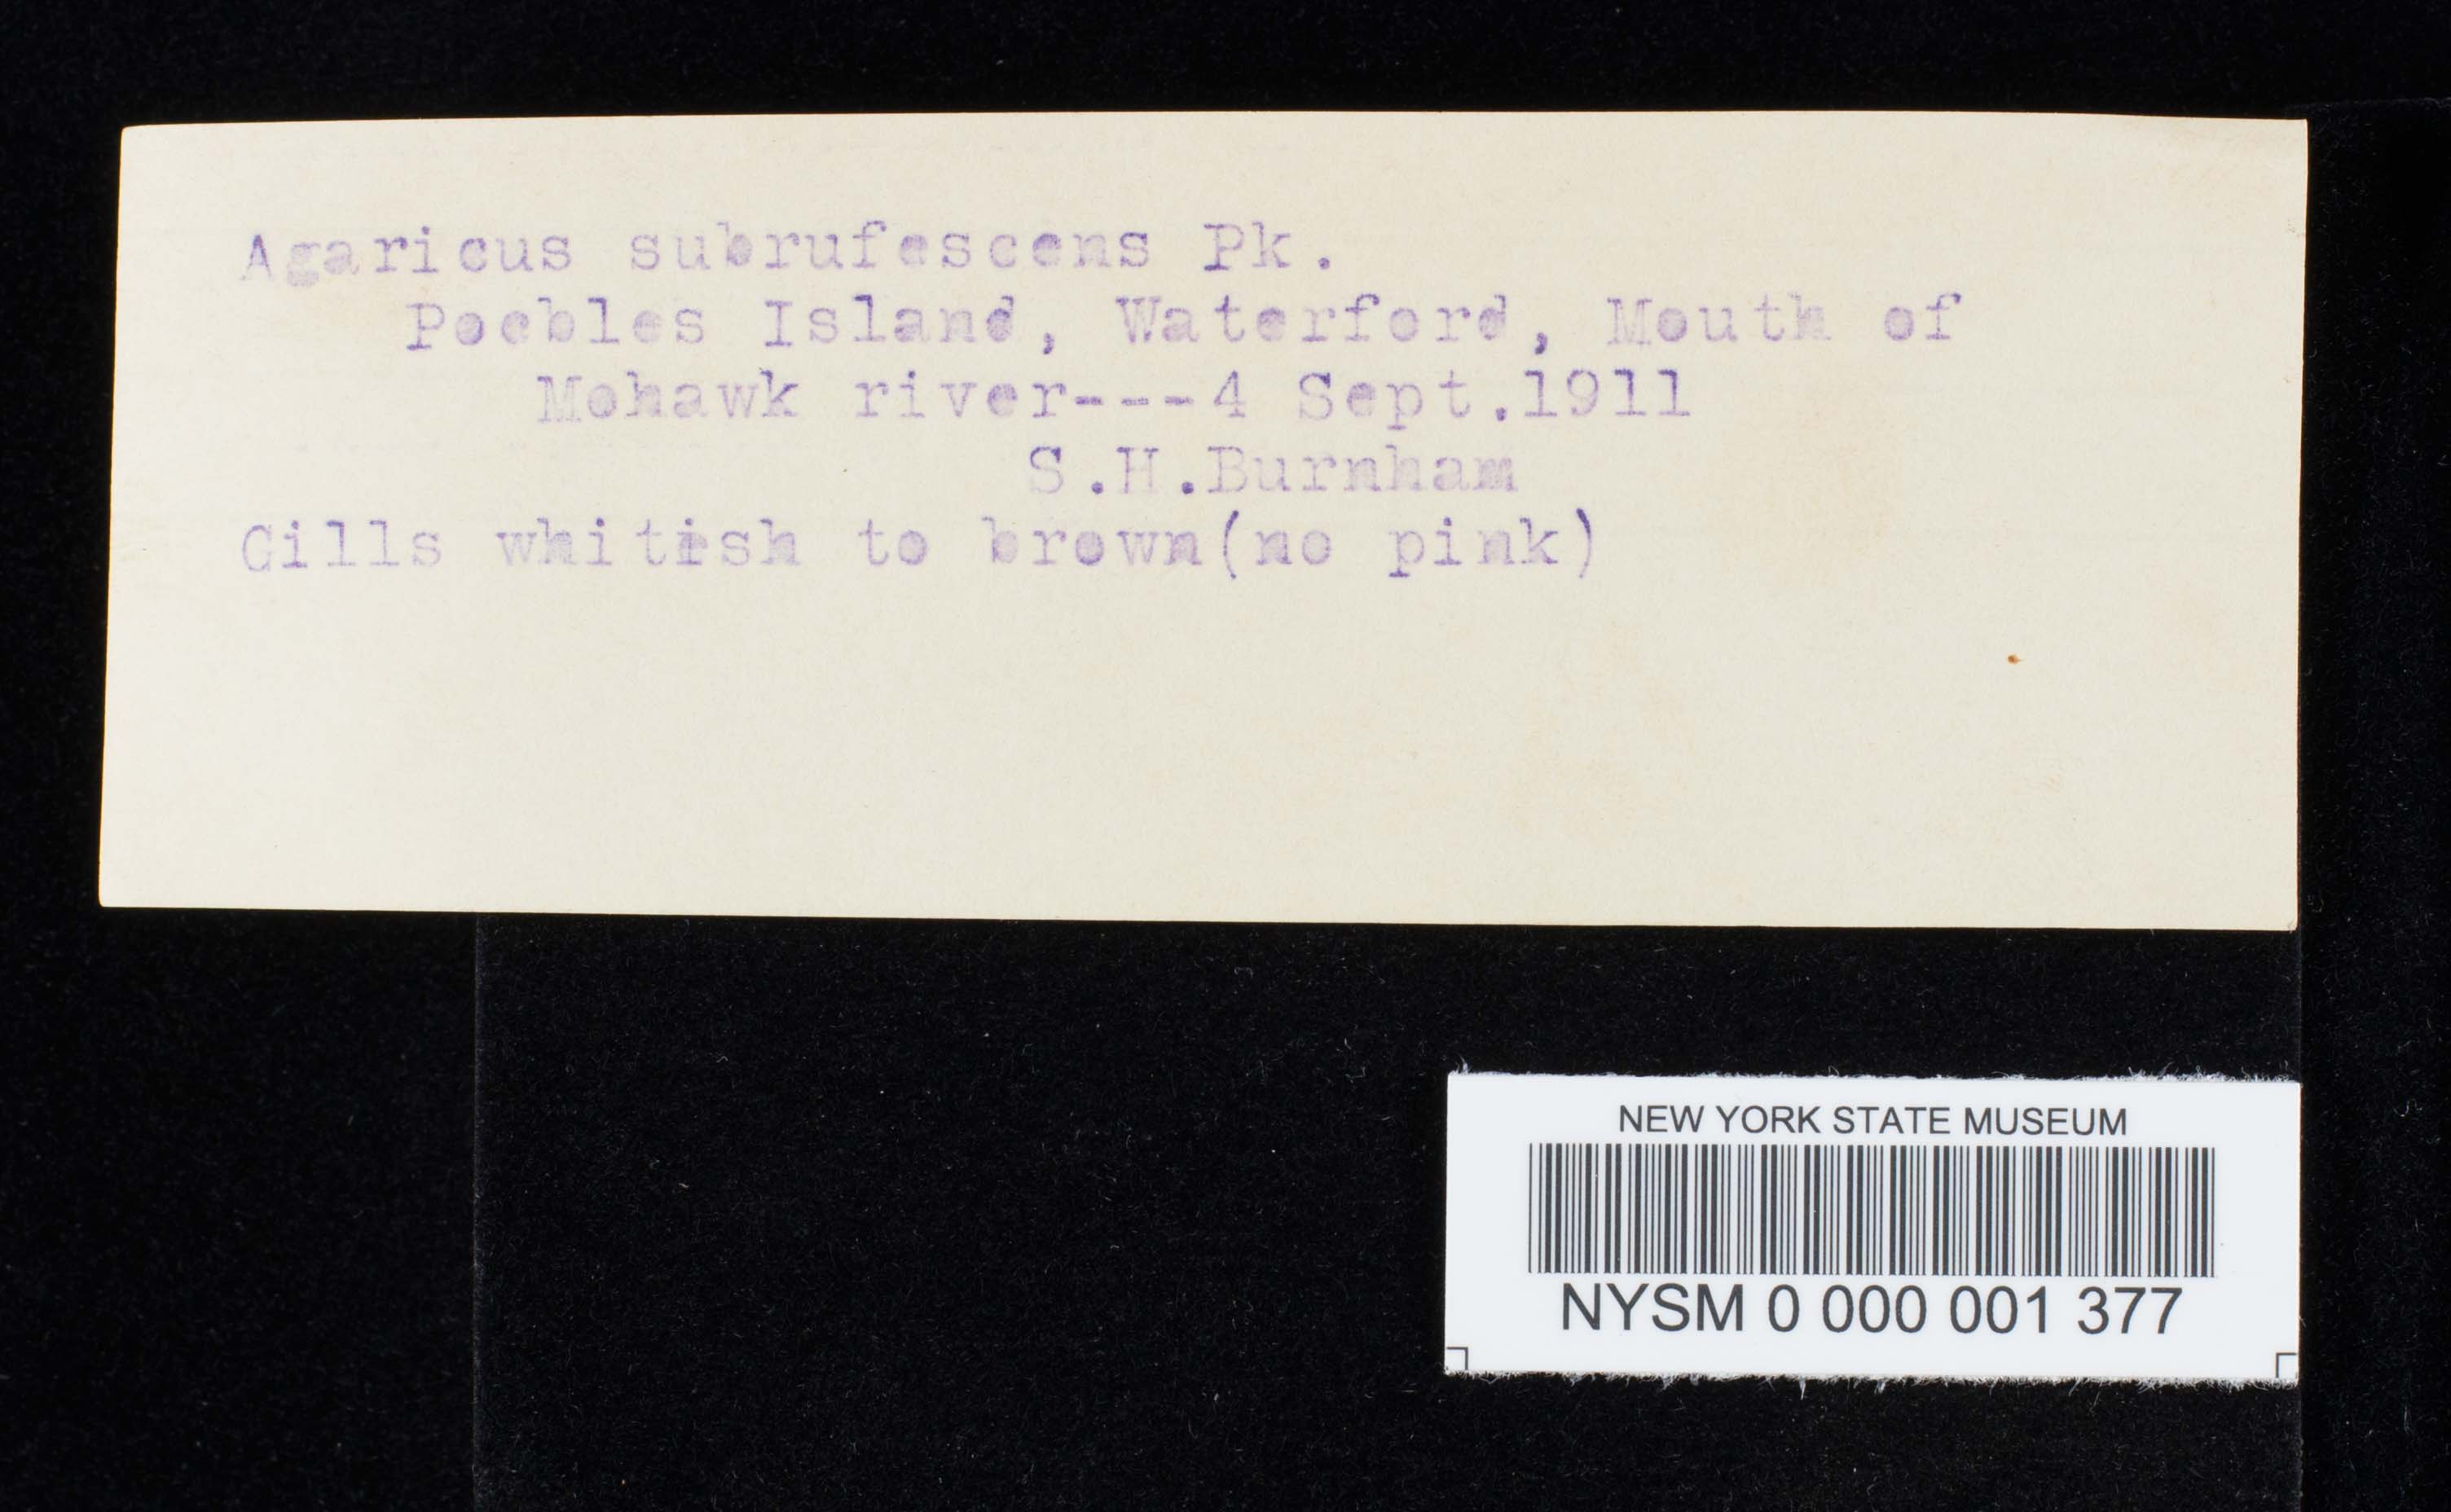 Agaricus subrufescens Pk.
Peebles Island, Waterford, Mouth of
Mohawk river---4 Sept.1911
S.H.Burnham
Gills whitish to brown(no pink)
NEW YORK STATE MUSEUM
NYSM 0 000 001 377